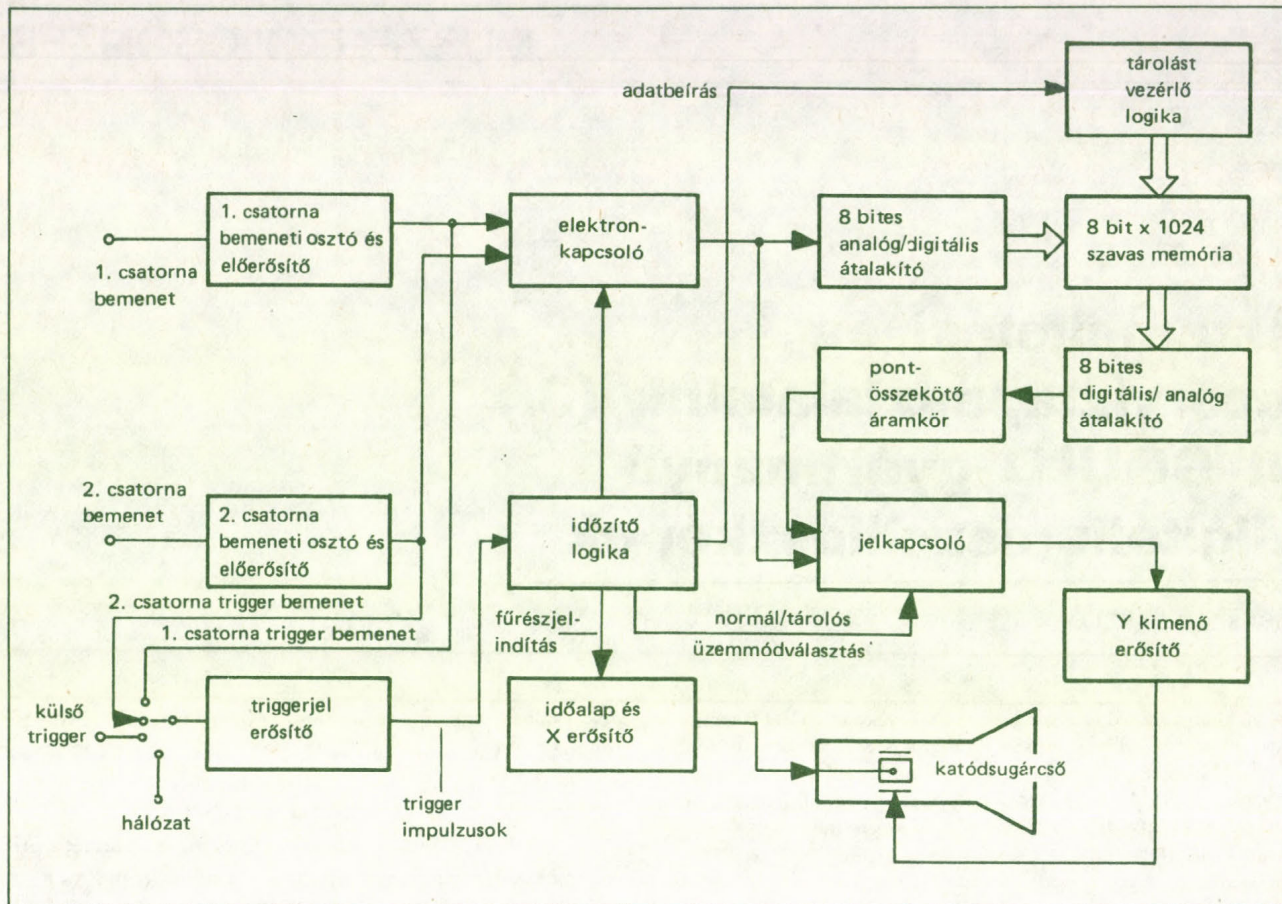 tárolást
vezérlő
logika
adatbeírás
1. csatorna
bemeneti osztó és
előerősítő
elektron-
kapcsoló
8 bites
analóg/digitális
átalakító
8 bit x 1024
szavas memória
1. csatorna
bemenet
pont-
összekötő
áramkör
8 bites
digitális/ analóg
átalakító
2. csatorna
bemenet
2. csatorna
bemeneti osztó és
előerősítő
időzítő
logika
jelkapcsoló
2. csatorna trigger bemenet
1. csatorna trigger bemenet
fűrészjel-
indítás
normál/tárolós
üzemmódválasztás
Y kimenő
erősítő
külső
trigger
triggerjel
erősítő
időalap és
X erősítő
katódsugárcső
hálózat
trigger
impulzusok